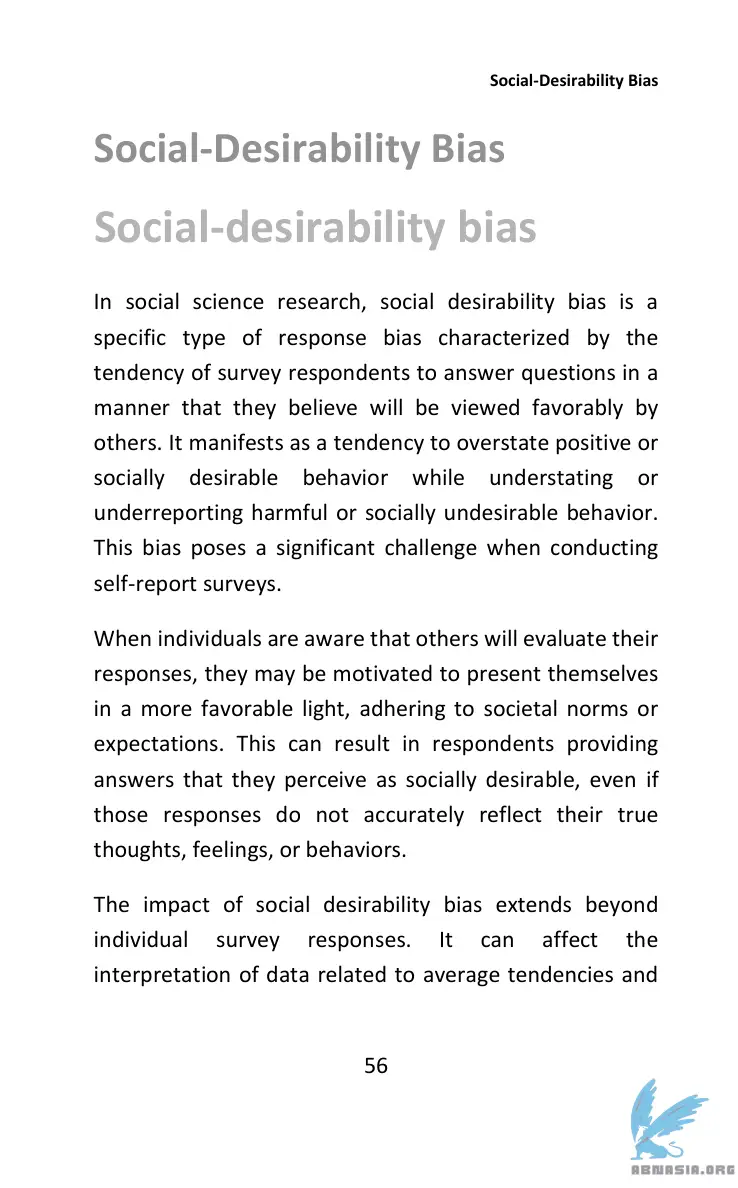 Social-Desirability Bias
Social-Desirability Bias
Social-desirability bias
In social science research, social desirability bias is a
specific type of response bias characterized by the
tendency of survey respondents to answer questions in a
manner that they believe will be viewed favorably by
others. It manifests as a tendency to overstate positive or
socially desirable behavior while understating or
underreporting harmful or socially undesirable behavior.
This bias poses a significant challenge when conducting
self-report surveys.
When individuals are aware that others will evaluate their
responses, they may be motivated to present themselves
in a more favorable light, adhering to societal norms or
expectations. This can result in respondents providing
answers that they perceive as socially desirable, even if
those responses do not accurately reflect their true
thoughts, feelings, or behaviors.
The impact of social desirability bias extends beyond
individual survey responses. It can affect the
interpretation of data related to average tendencies and
56
ABNASIA.ORG